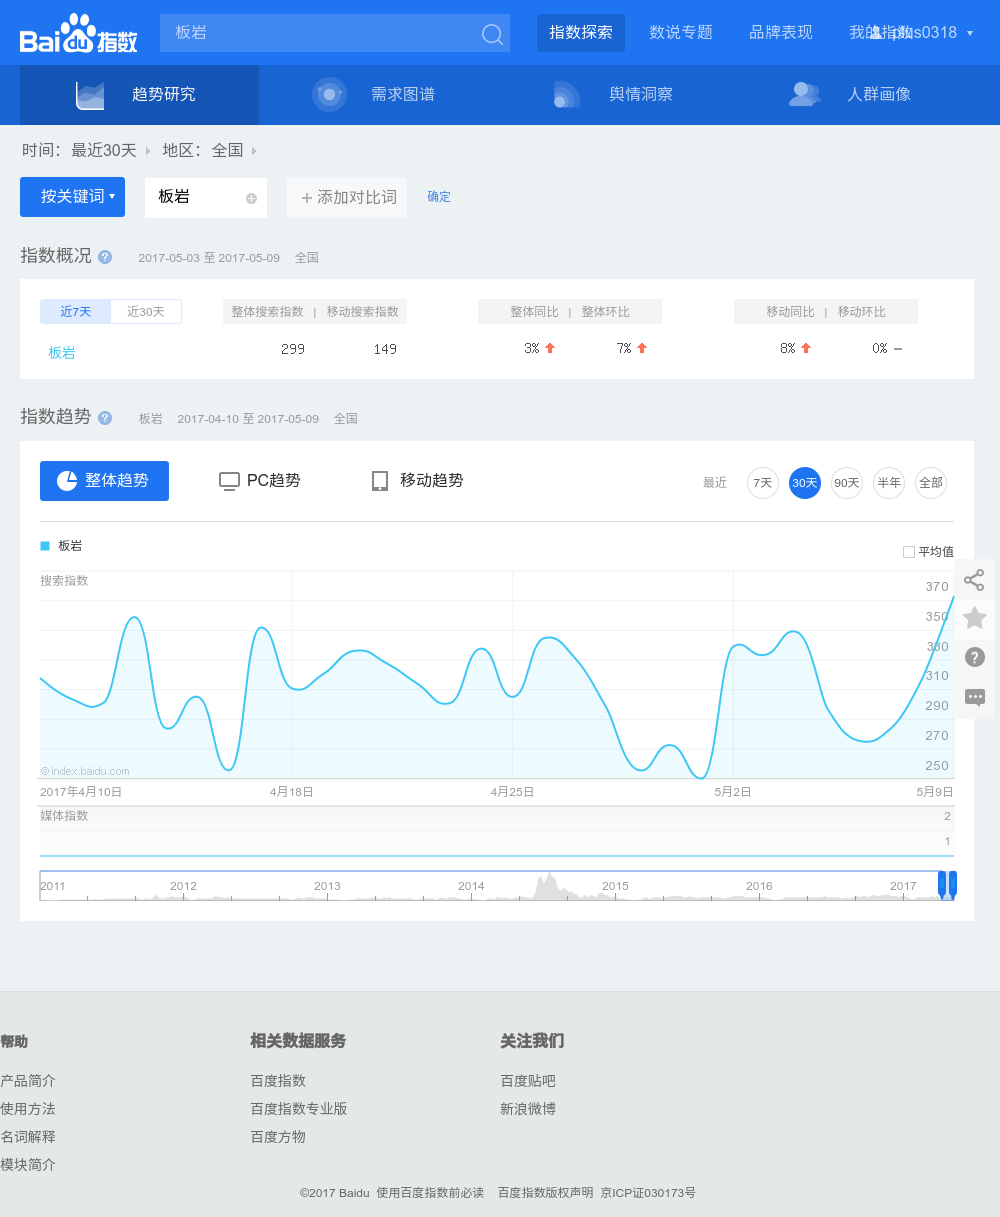 Bai du 指数
板岩
指数探索
数说专题
品牌表现
我的指数
plus0318
趋势研究
需求图谱
舆情洞察
人群画像
时间: 最近30天
地区: 全国
按关键词
板岩
+ 添加对比词
确定
指数概况 ?
2017-05-03 至 2017-05-09 全国
近7天 近30天
整体搜索指数 | 移动搜索指数
整体同比 | 整体环比
移动同比 | 移动环比
板岩
299 149
3% 7%
8% 0% –
指数趋势 ?
板岩 2017-04-10 至 2017-05-09 全国
整体趋势
PC趋势
移动趋势
最近 7天 30天 90天 半年 全部
板岩
平均值
搜索指数
370
350
330
310
290
270
250
©index.baidu.com
2017年4月10日 4月18日 4月25日 5月2日 5月9日
媒体指数
2
1
2011 2012 2013 2014 2015 2016 2017
帮助
产品简介
使用方法
名词解释
模块简介
相关数据服务
百度指数
百度指数专业版
百度方物
关注我们
百度贴吧
新浪微博
©2017 Baidu 使用百度指数前必读 百度指数版权声明 京ICP证030173号